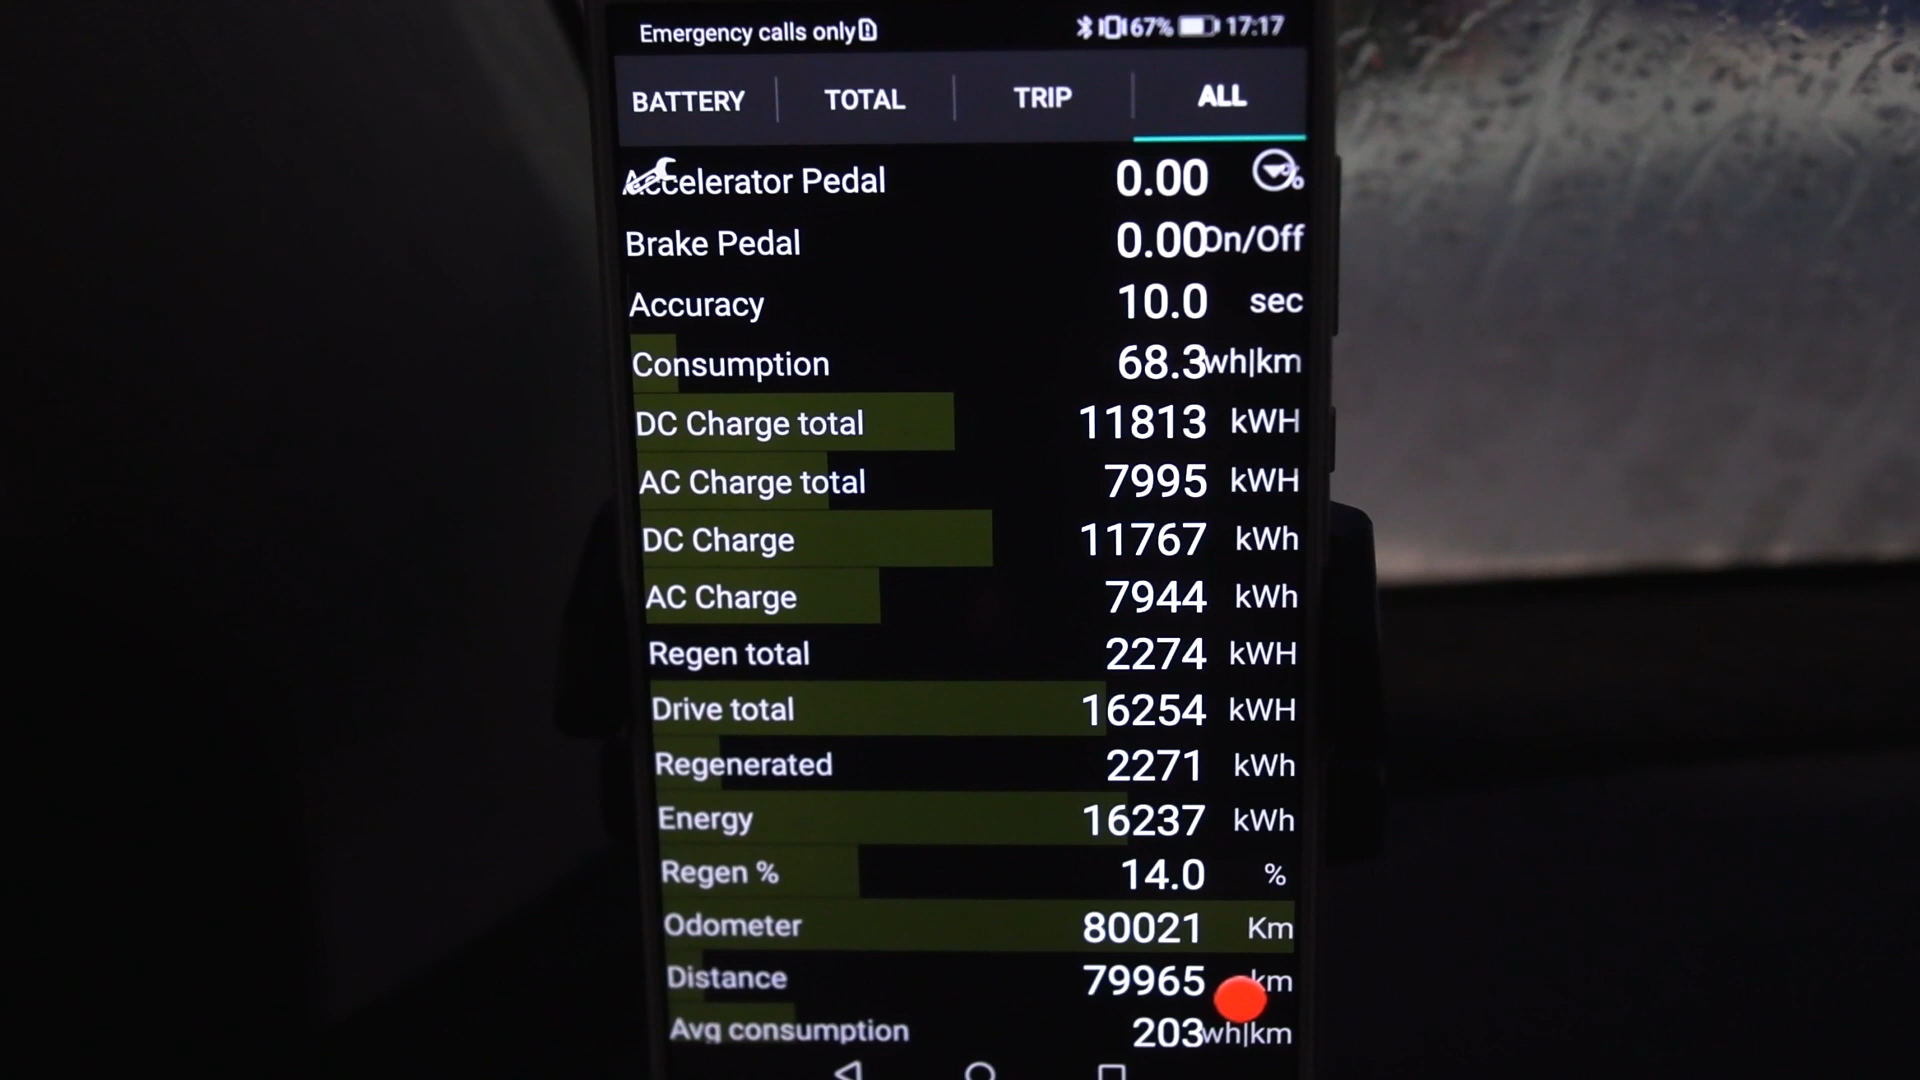 Emergency calls only 67% 17:17
BATTERY TOTAL TRIP ALL
Accelerator Pedal 0.00 %
Brake Pedal 0.00 On/Off
Accuracy 10.0 sec
Consumption 68.3 wh|km
DC Charge total 11813 kWH
AC Charge total 7995 kWH
DC Charge 11767 kWh
AC Charge 7944 kWh
Regen total 2274 kWH
Drive total 16254 kWH
Regenerated 2271 kWh
Energy 16237 kWh
Regen % 14.0 %
Odometer 80021 Km
Distance 79965 km
Avg consumption 203 wh|km